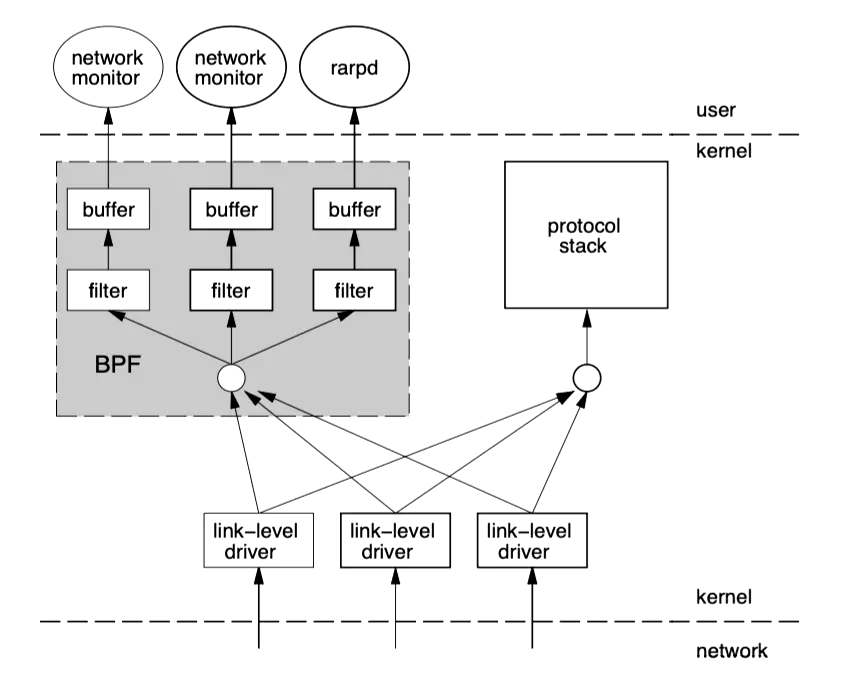 network
monitor
network
monitor
rarpd
user
kernel
buffer
buffer
buffer
protocol
stack
filter
filter
filter
BPF
link−level
driver
link−level
driver
link−level
driver
kernel
network